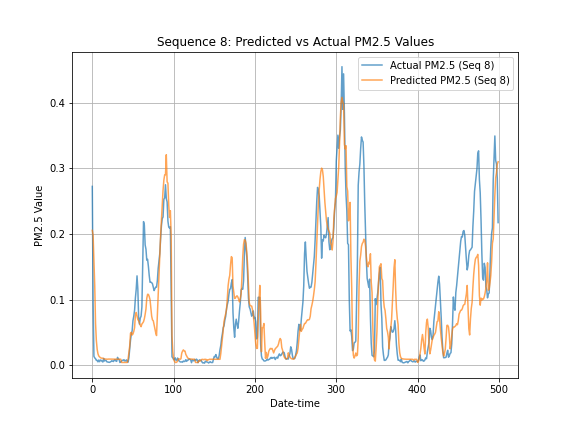 Sequence 8: Predicted vs Actual PM2.5 Values
Actual PM2.5 (Seq 8)
Predicted PM2.5 (Seq 8)
PM2.5 Value
0.4
0.3
0.2
0.1
0.0
0 100 200 300 400 500
Date-time